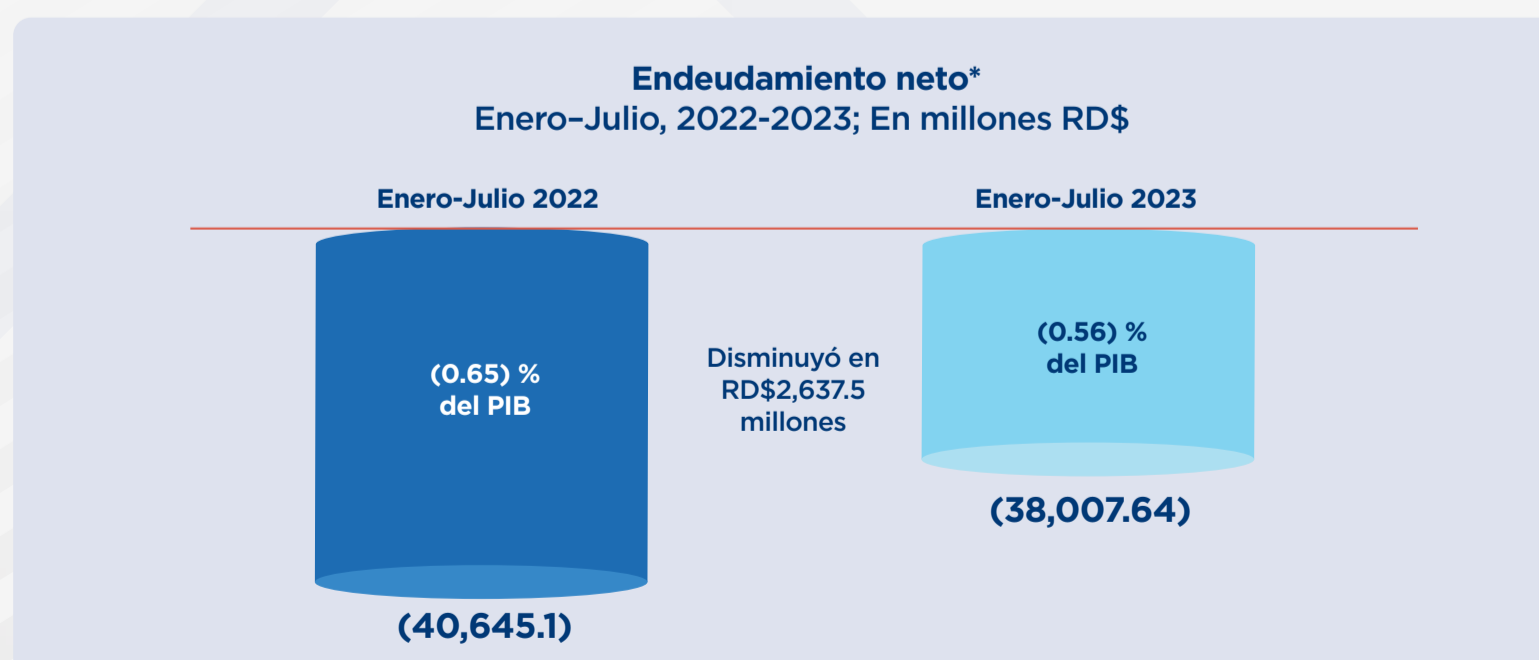 Endeudamiento neto*
Enero–Julio, 2022-2023; En millones RD$
Enero-Julio 2022
Enero-Julio 2023
(0.65) %
del PIB
Disminuyó en
RD$2,637.5
millones
(0.56) %
del PIB
(40,645.1)
(38,007.64)